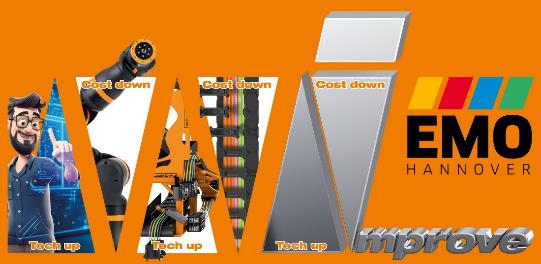 Cost down Cost down Cost down
Tech up Tech up Tech up
improve
EMO
HANNOVER